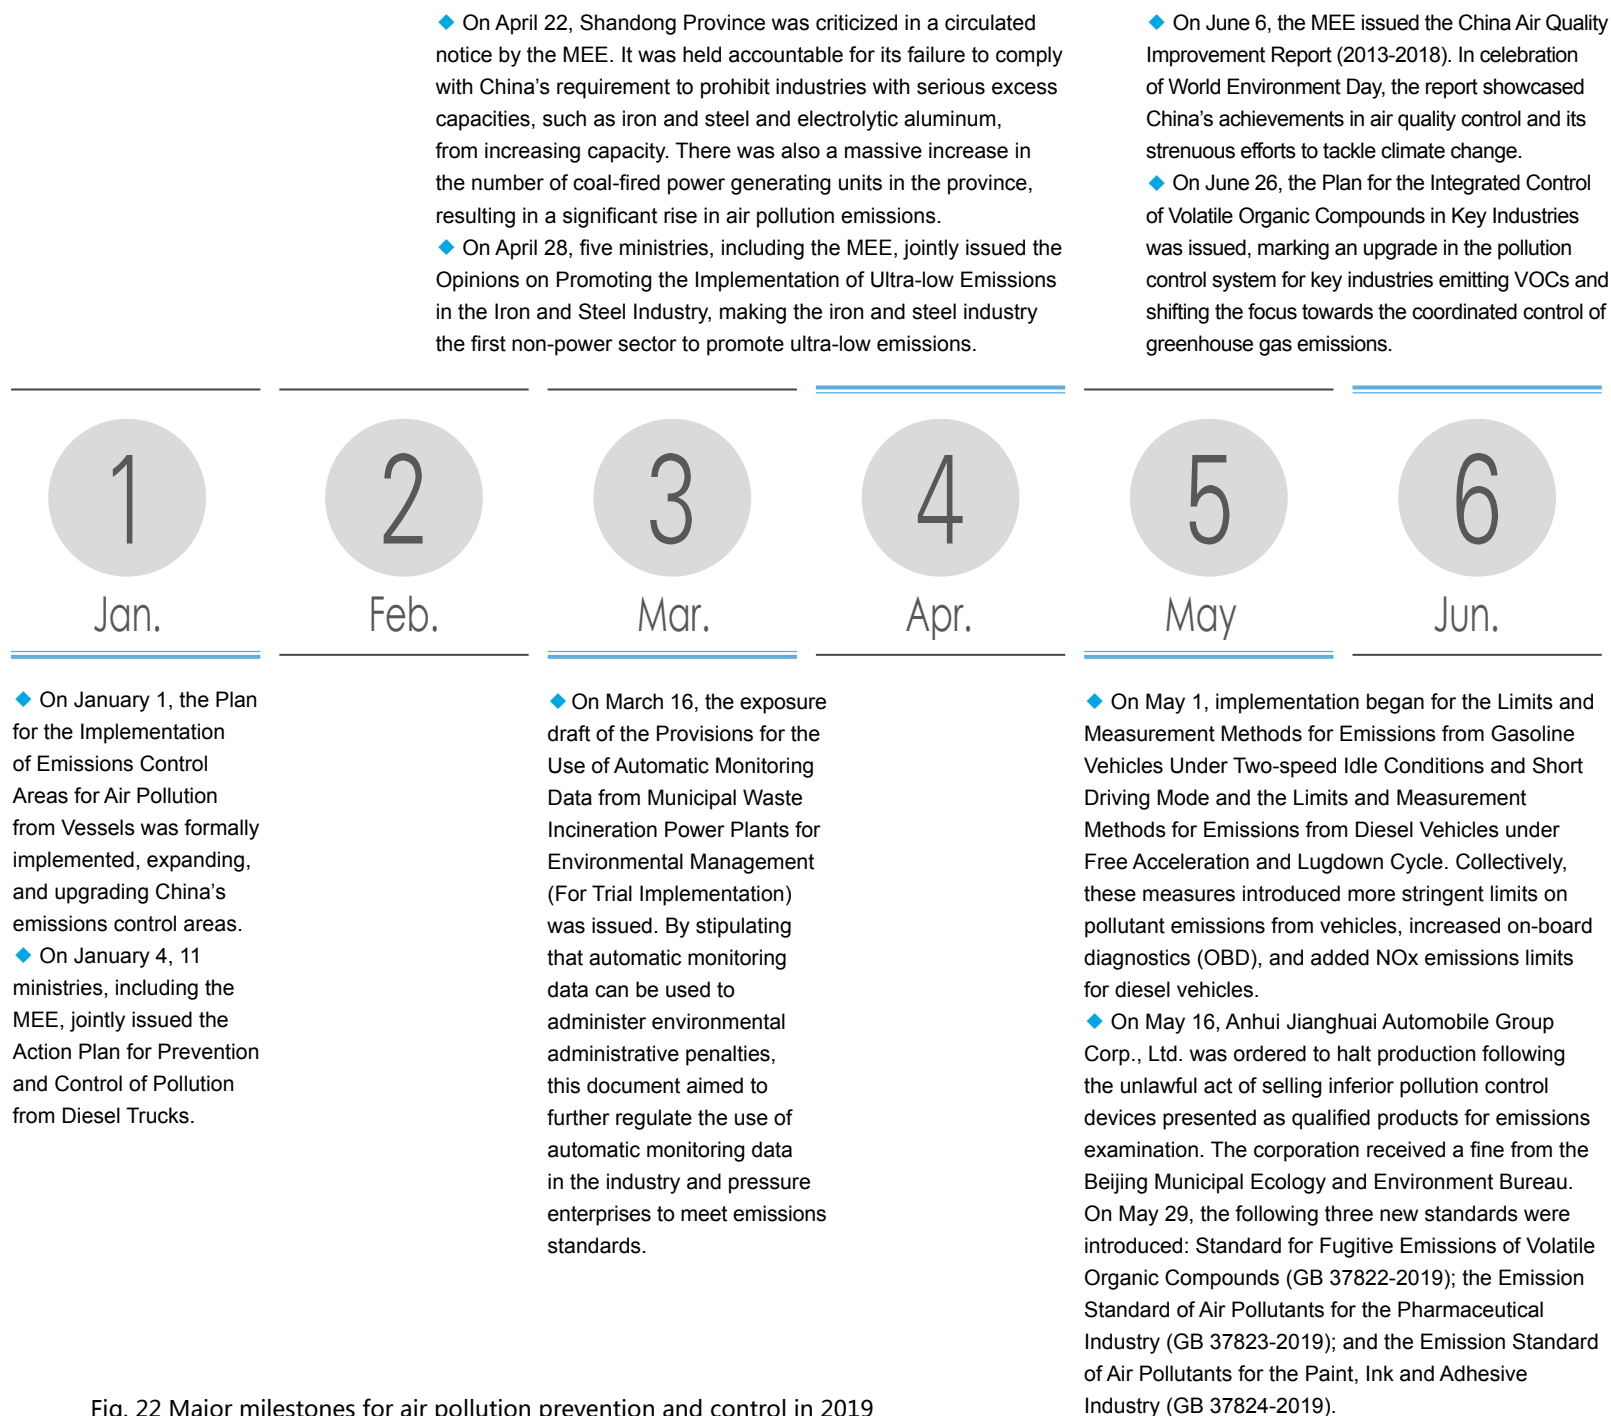 ◆ On April 22, Shandong Province was criticized in a circulated
notice by the MEE. It was held accountable for its failure to comply
with China's requirement to prohibit industries with serious excess
capacities, such as iron and steel and electrolytic aluminum,
from increasing capacity. There was also a massive increase in
the number of coal-fired power generating units in the province,
resulting in a significant rise in air pollution emissions.
◆ On April 28, five ministries, including the MEE, jointly issued the
Opinions on Promoting the Implementation of Ultra-low Emissions
in the Iron and Steel Industry, making the iron and steel industry
the first non-power sector to promote ultra-low emissions.
◆ On June 6, the MEE issued the China Air Quality
Improvement Report (2013-2018). In celebration
of World Environment Day, the report showcased
China's achievements in air quality control and its
strenuous efforts to tackle climate change.
◆ On June 26, the Plan for the Integrated Control
of Volatile Organic Compounds in Key Industries
was issued, marking an upgrade in the pollution
control system for key industries emitting VOCs and
shifting the focus towards the coordinated control of
greenhouse gas emissions.
1
Jan.
2
Feb.
3
Mar.
4
Apr.
5
May
6
Jun.
◆ On January 1, the Plan
for the Implementation
of Emissions Control
Areas for Air Pollution
from Vessels was formally
implemented, expanding,
and upgrading China's
emissions control areas.
◆ On January 4, 11
ministries, including the
MEE, jointly issued the
Action Plan for Prevention
and Control of Pollution
from Diesel Trucks.
◆ On March 16, the exposure
draft of the Provisions for the
Use of Automatic Monitoring
Data from Municipal Waste
Incineration Power Plants for
Environmental Management
(For Trial Implementation)
was issued. By stipulating
that automatic monitoring
data can be used to
administer environmental
administrative penalties,
this document aimed to
further regulate the use of
automatic monitoring data
in the industry and pressure
enterprises to meet emissions
standards.
◆ On May 1, implementation began for the Limits and
Measurement Methods for Emissions from Gasoline
Vehicles Under Two-speed Idle Conditions and Short
Driving Mode and the Limits and Measurement
Methods for Emissions from Diesel Vehicles under
Free Acceleration and Lugdown Cycle. Collectively,
these measures introduced more stringent limits on
pollutant emissions from vehicles, increased on-board
diagnostics (OBD), and added NOx emissions limits
for diesel vehicles.
◆ On May 16, Anhui Jianghuai Automobile Group
Corp., Ltd. was ordered to halt production following
the unlawful act of selling inferior pollution control
devices presented as qualified products for emissions
examination. The corporation received a fine from the
Beijing Municipal Ecology and Environment Bureau.
On May 29, the following three new standards were
introduced: Standard for Fugitive Emissions of Volatile
Organic Compounds (GB 37822-2019); the Emission
Standard of Air Pollutants for the Pharmaceutical
Industry (GB 37823-2019); and the Emission Standard
of Air Pollutants for the Paint, Ink and Adhesive
Industry (GB 37824-2019).
Fig. 22 Major milestones for air pollution prevention and control in 2019